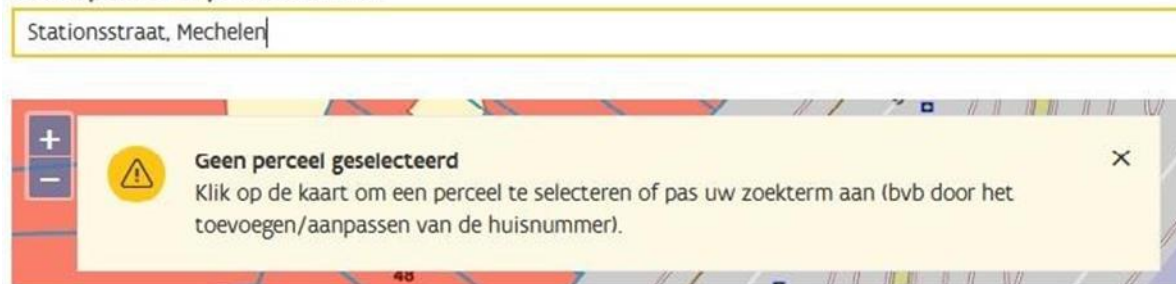 Stationsstraat, Mechelen
+
−
Geen perceel geselecteerd
Klik op de kaart om een perceel te selecteren of pas uw zoekterm aan (bvb door het
toevoegen/aanpassen van de huisnummer).
48